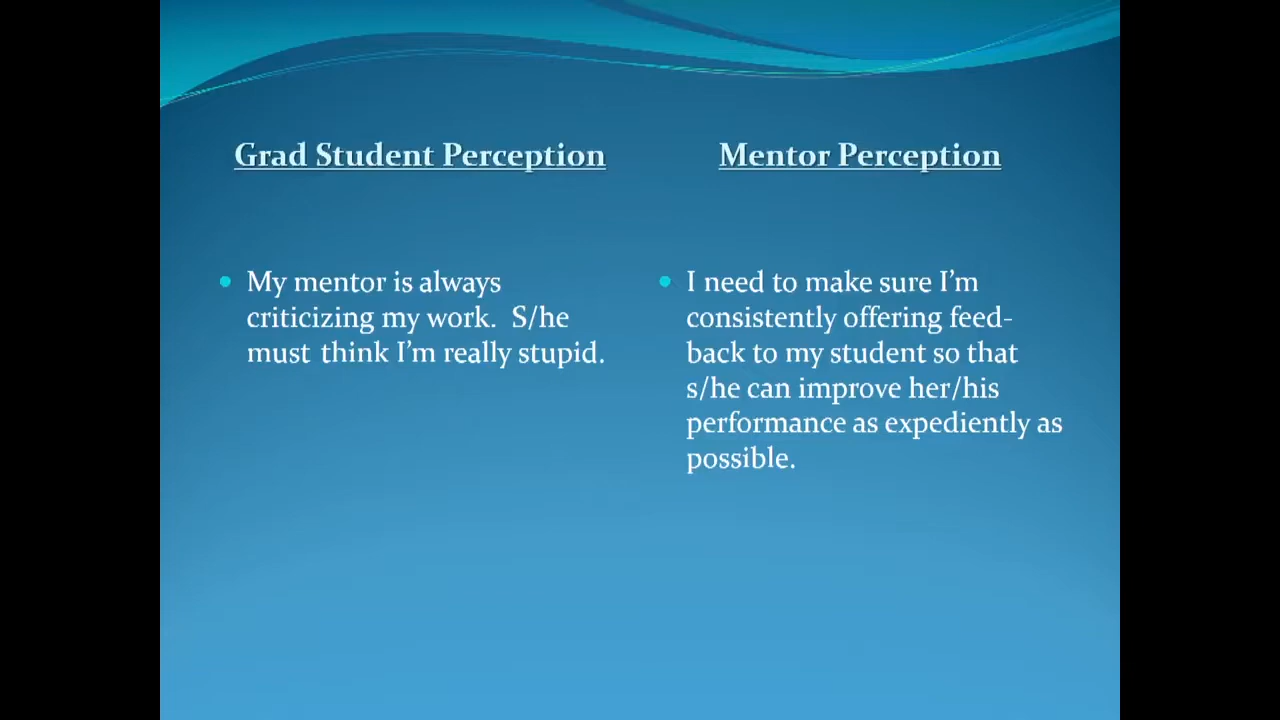 Grad Student Perception
Mentor Perception
My mentor is always
criticizing my work.  S/he
must think I'm really stupid.
I need to make sure I'm
consistently offering feed-
back to my student so that
s/he can improve her/his
performance as expediently as
possible.